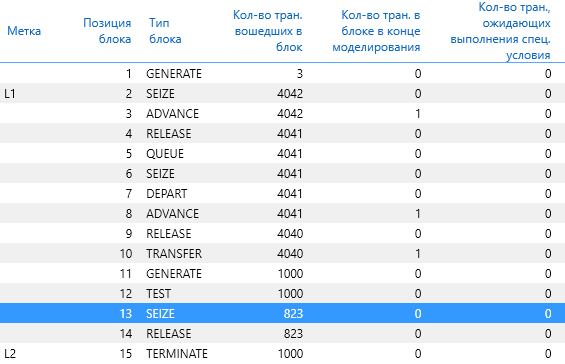 Метка Позиция блока Тип блока Кол-во тран. вошедших в блок Кол-во тран. в блоке в конце моделирования Кол-во тран., ожидающих выполнения спец. условия
1 GENERATE 3 0 0
L1 2 SEIZE 4042 0 0
3 ADVANCE 4042 1 0
4 RELEASE 4041 0 0
5 QUEUE 4041 0 0
6 SEIZE 4041 0 0
7 DEPART 4041 0 0
8 ADVANCE 4041 1 0
9 RELEASE 4040 0 0
10 TRANSFER 4040 1 0
11 GENERATE 1000 0 0
12 TEST 1000 0 0
13 SEIZE 823 0 0
14 RELEASE 823 0 0
L2 15 TERMINATE 1000 0 0